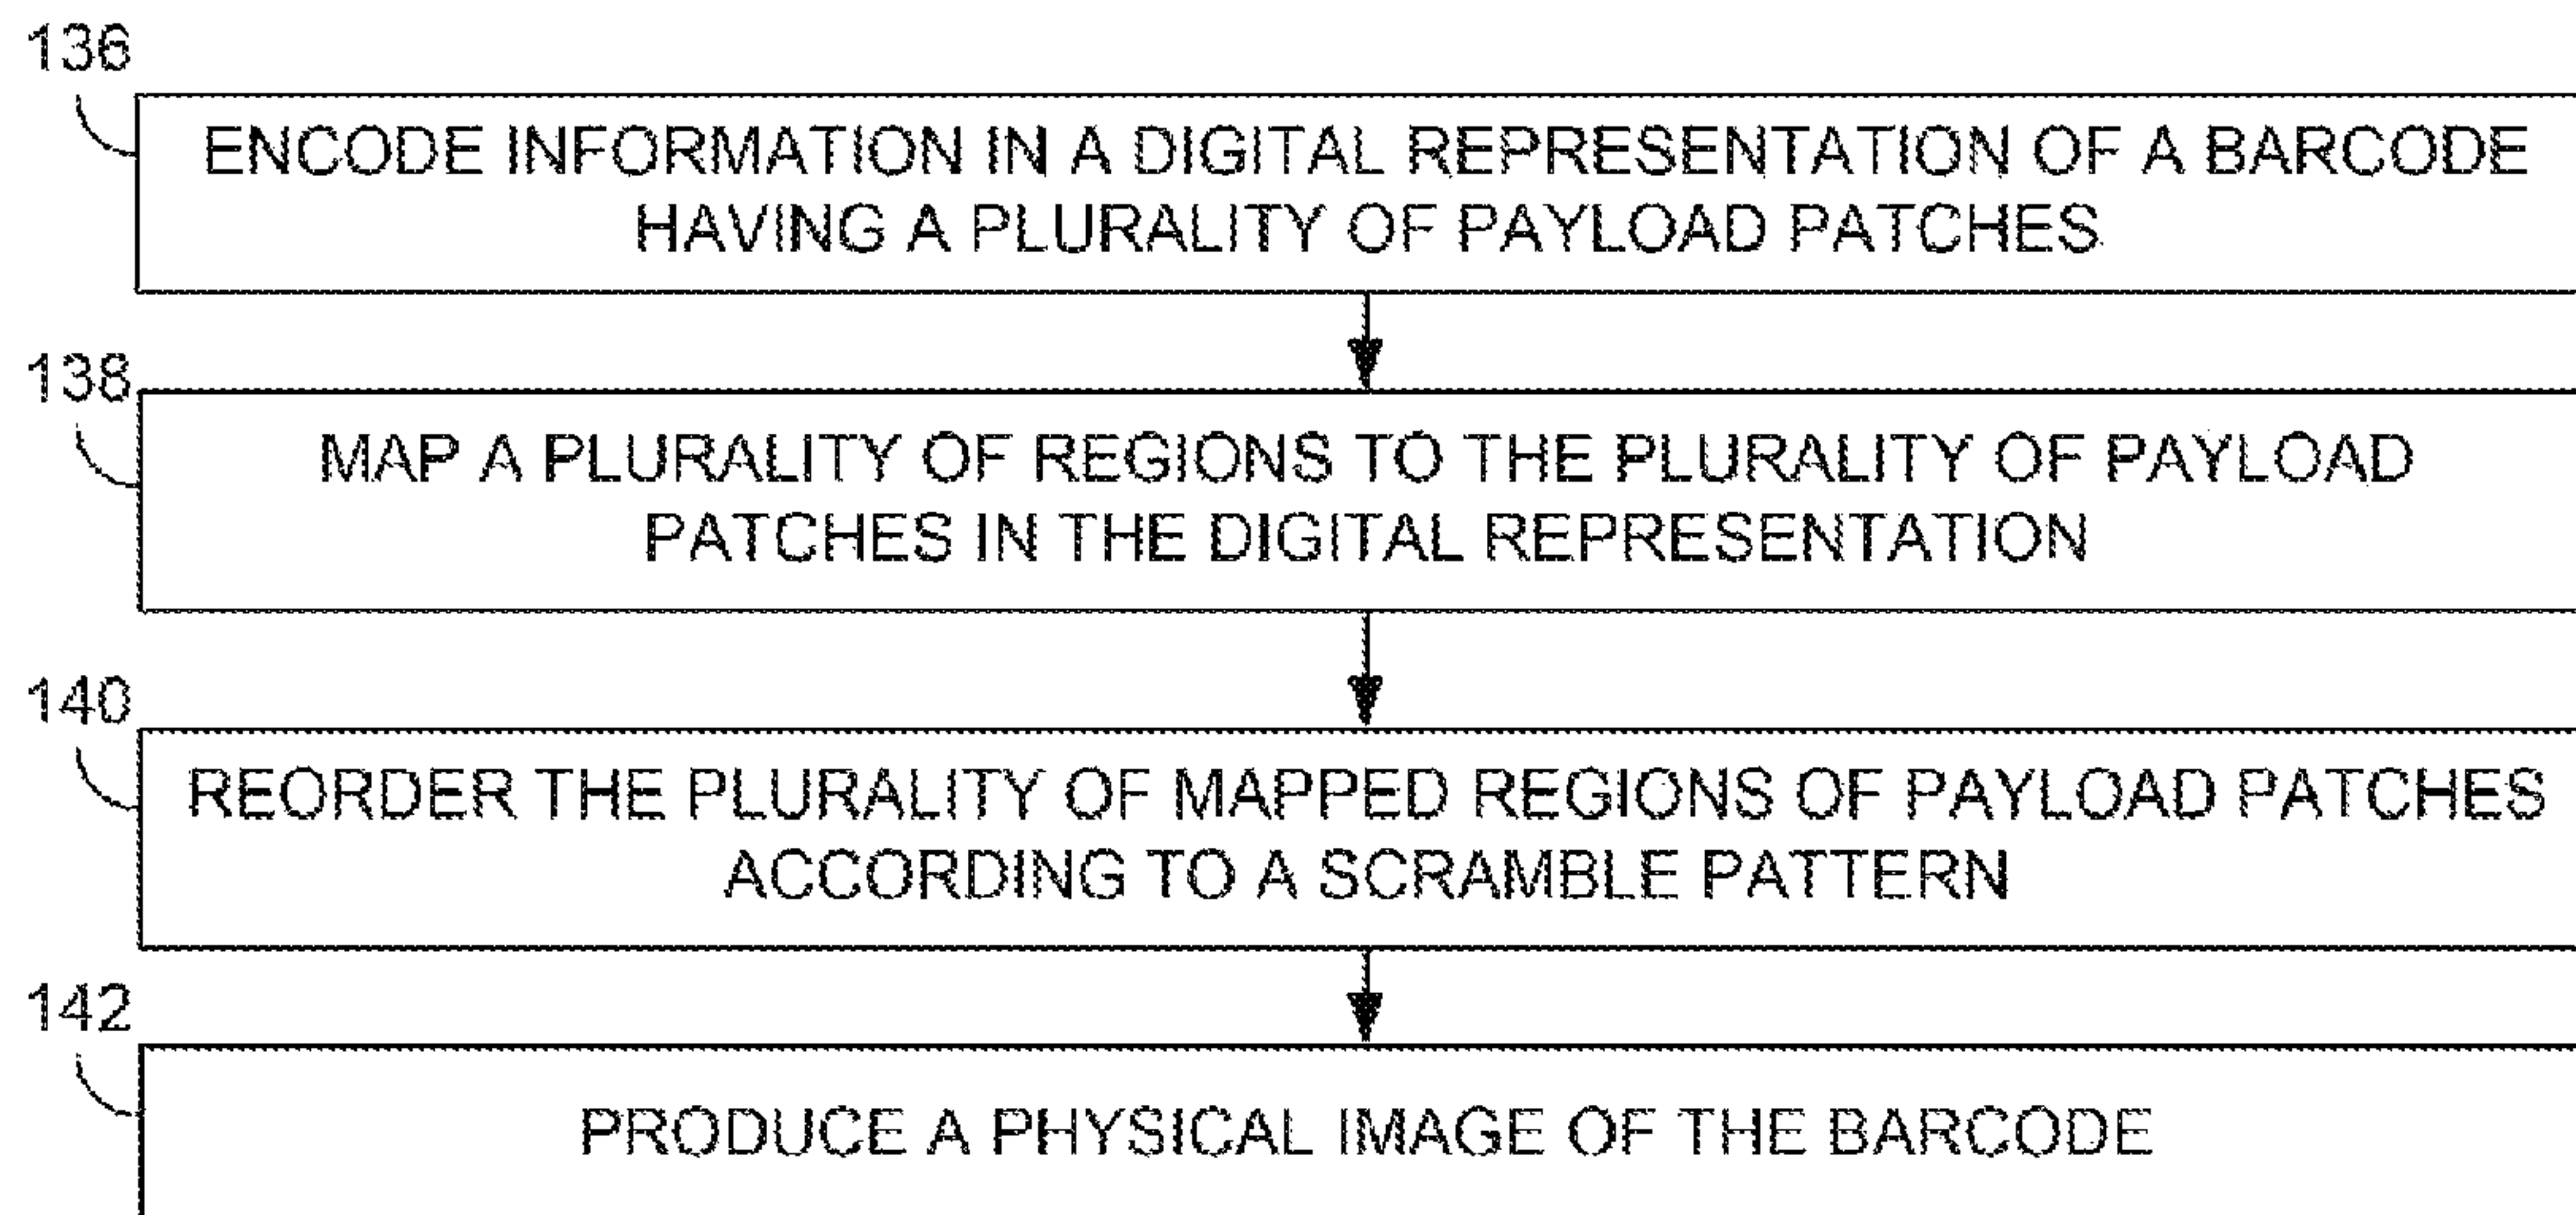 136
ENCODE INFORMATION IN A DIGITAL REPRESENTATION OF A BARCODE
HAVING A PLURALITY OF PAYLOAD PATCHES
138
MAP A PLURALITY OF REGIONS TO THE PLURALITY OF PAYLOAD
PATCHES IN THE DIGITAL REPRESENTATION
140
REORDER THE PLURALITY OF MAPPED REGIONS OF PAYLOAD PATCHES
ACCORDING TO A SCRAMBLE PATTERN
142
PRODUCE A PHYSICAL IMAGE OF THE BARCODE